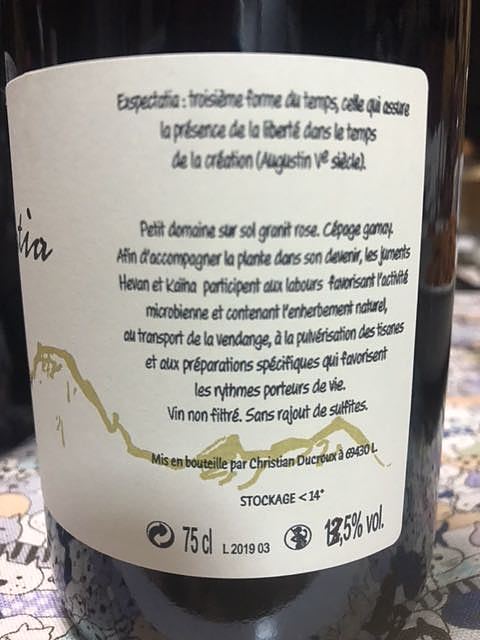 Exspectatia : troisième forme du temps, celle qui assure
la présence de la liberté dans le temps
de la création (Augustin Ve siècle).
tia
Petit domaine sur sol granit rose. Cépage gamay.
Afin d'accompagner la plante dans son devenir, les juments
Hevan et Kaïna participent aux labours favorisant l'activité
microbienne et contenant l'enherbement naturel,
au transport de la vendange, à la pulvérisation des tisanes
et aux préparations spécifiques qui favorisent
les rythmes porteurs de vie.
Vin non filtré. Sans rajout de sulfites.
Mis en bouteille par Christian Ducroux à 69430 L
STOCKAGE < 14°
75 cl L 2019 03 ,5% vol.